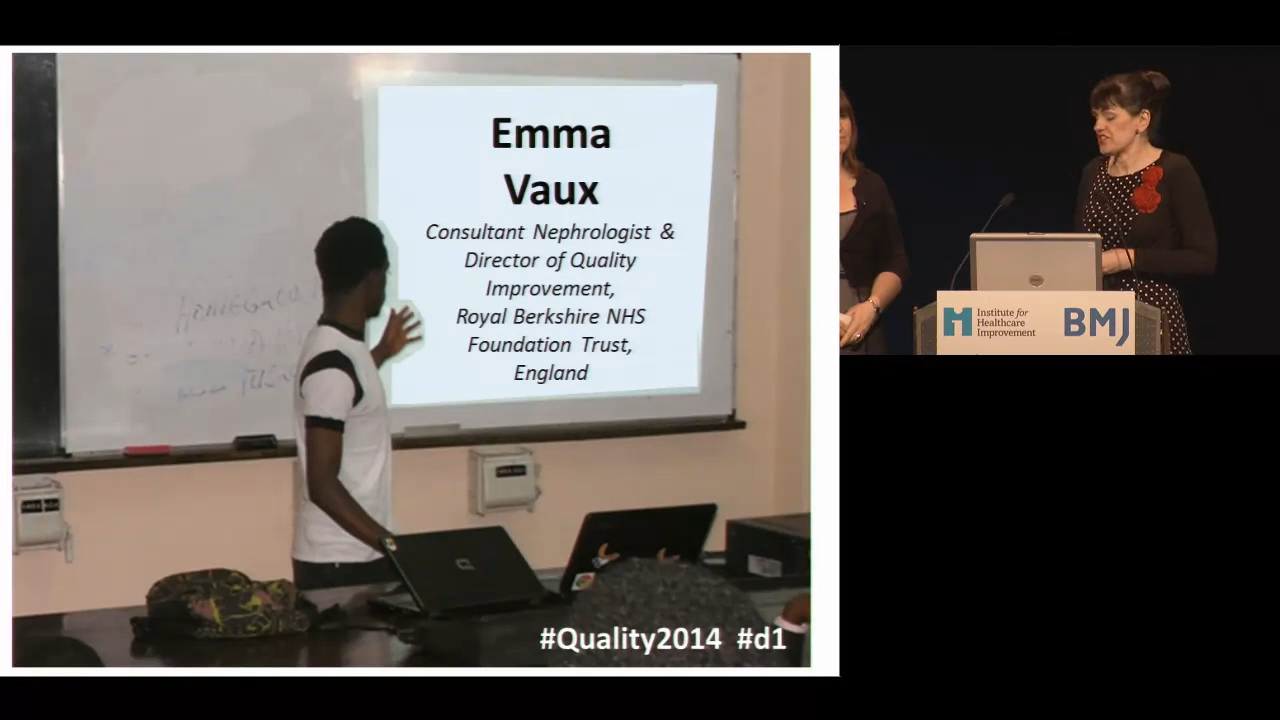 Emma
Vaux
Consultant Nephrologist &
Director of Quality
Improvement,
Royal Berkshire NHS
Foundation Trust,
England
#Quality2014 #d1
Institute for
Healthcare
Improvement
BMJ